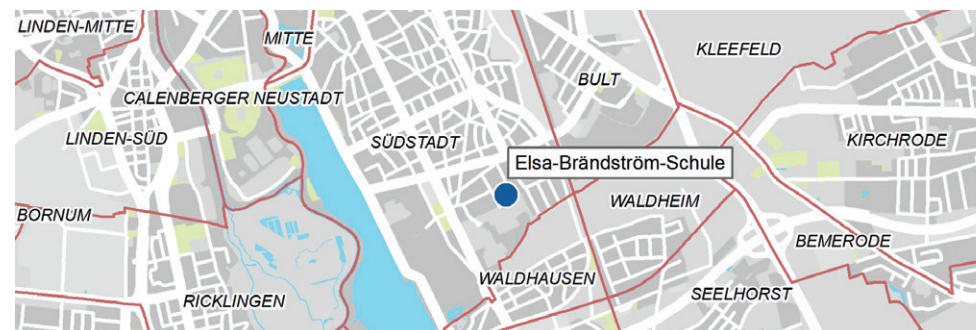 LINDEN-MITTE
MITTE
KLEEFELD
BULT
CALENBERGER NEUSTADT
LINDEN-SÜD
SÜDSTADT
KIRCHRODE
Elsa-Brändström-Schule
WALDHEIM
BORNUM
BEMERODE
WALDHAUSEN
SEELHORST
RICKLINGEN